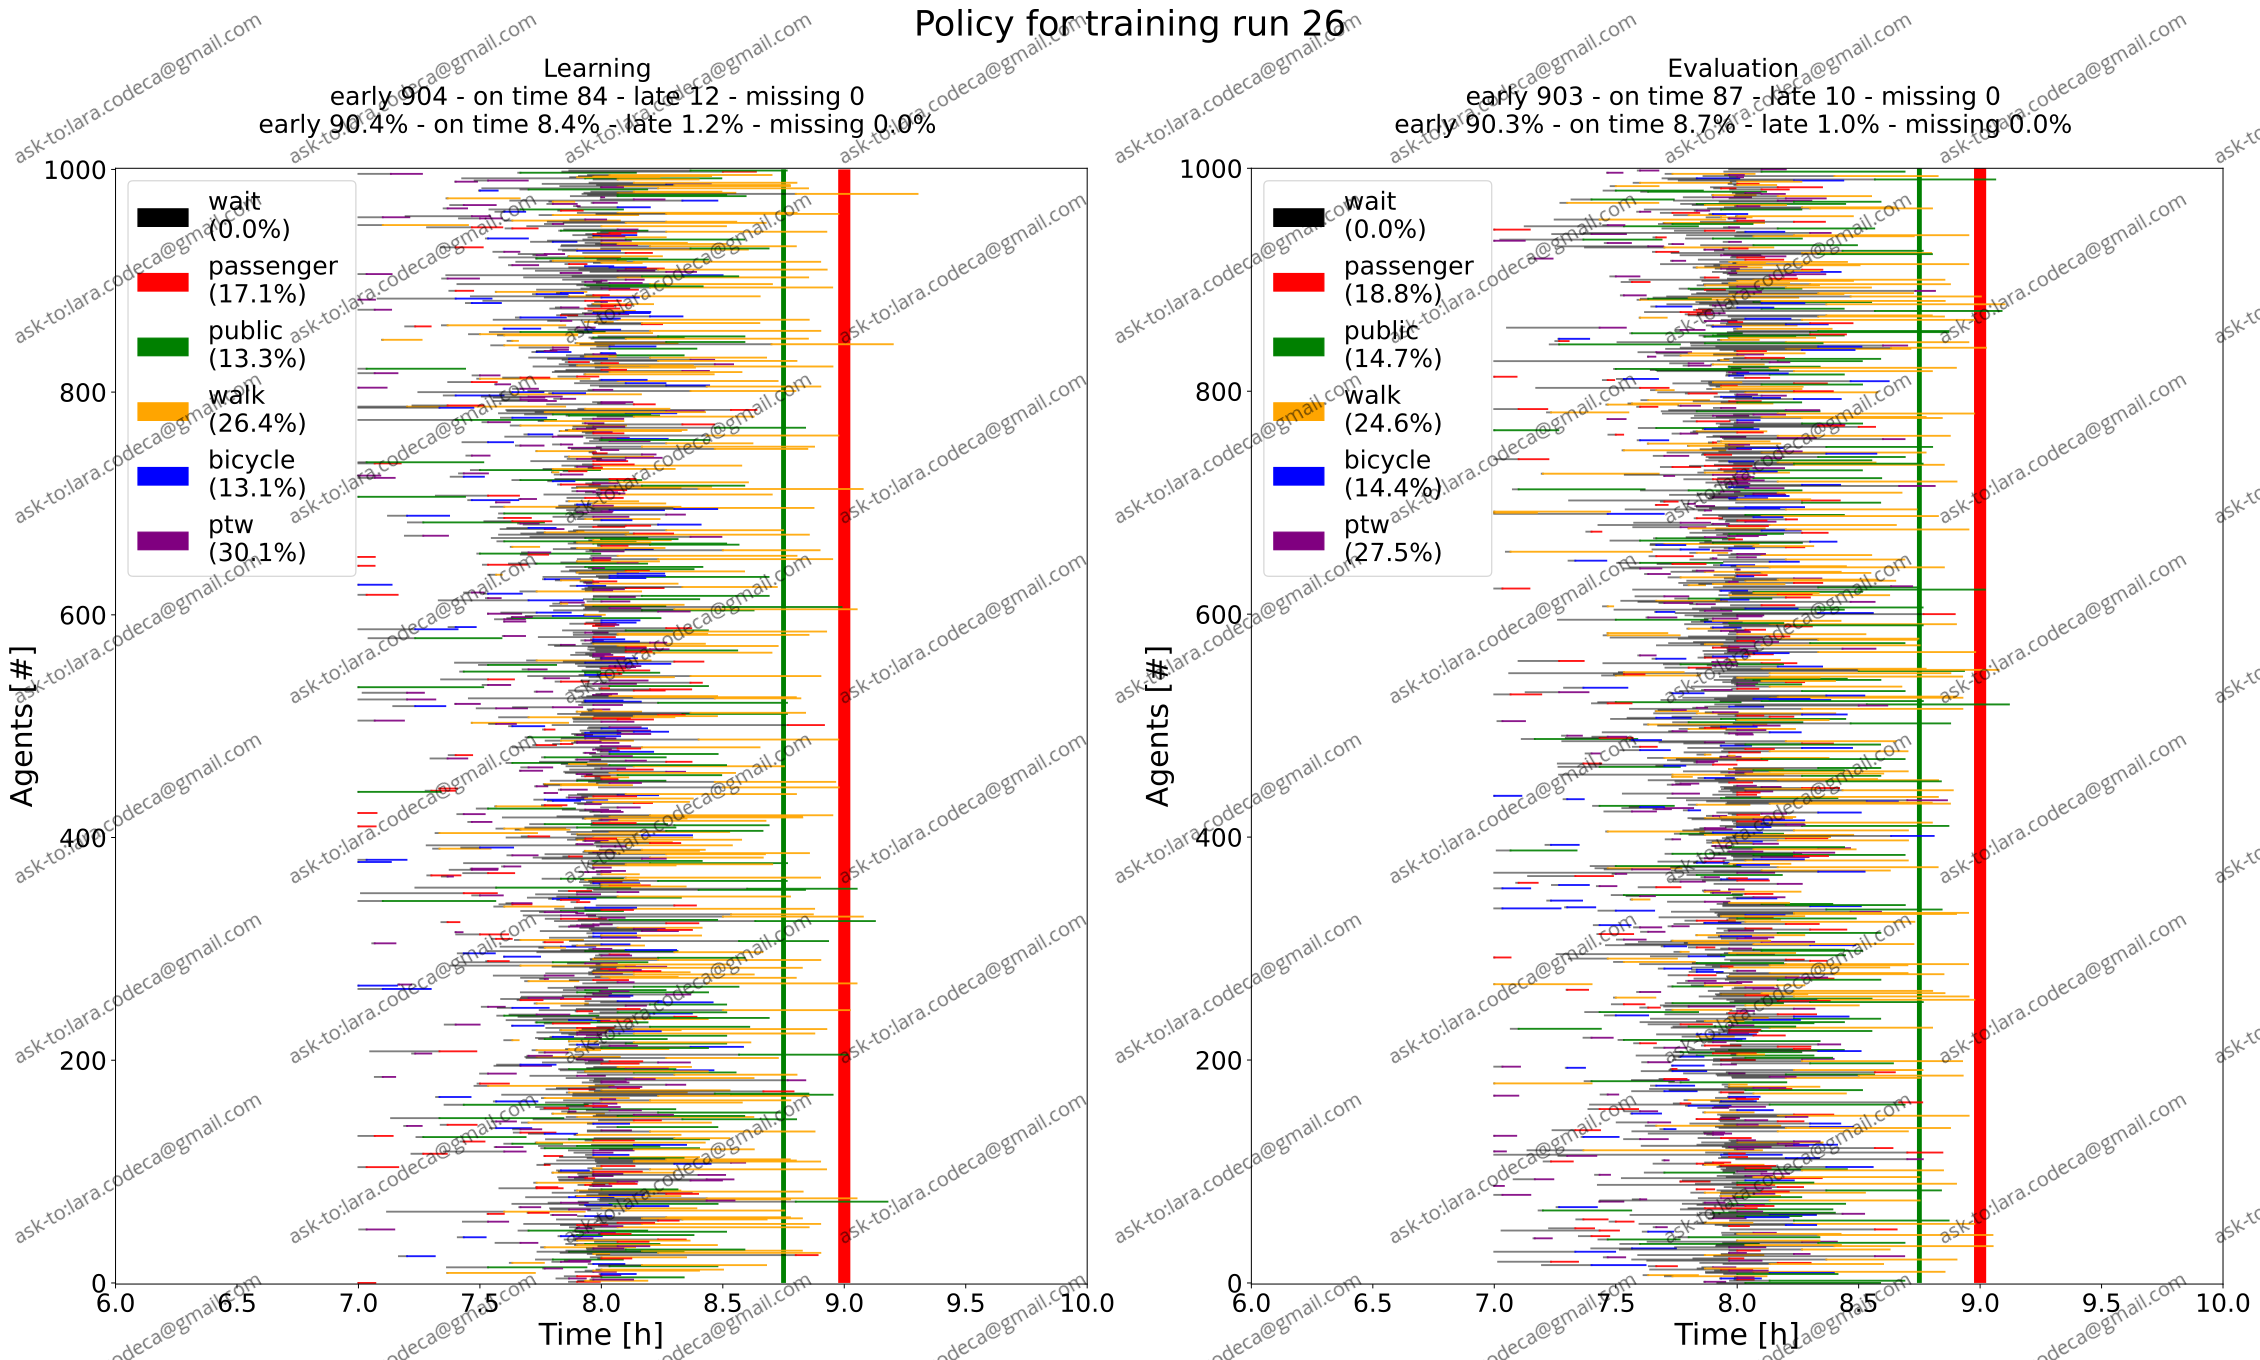 Policy for training run 26
Learning
early 904 - on time 84 - late 12 - missing 0
early 90.4% - on time 8.4% - late 1.2% - missing 0.0%
1000
800
600
400
200
0
Agents [#]
wait
(0.0%)
passenger
(17.1%)
public
(13.3%)
walk
(26.4%)
bicycle
(13.1%)
ptw
(30.1%)
6.0 6.5 7.0 7.5 8.0 8.5 9.0 9.5 10.0
Time [h]
Evaluation
early 903 - on time 87 - late 10 - missing 0
early 90.3% - on time 8.7% - late 1.0% - missing 0.0%
1000
800
600
400
200
0
Agents [#]
wait
(0.0%)
passenger
(18.8%)
public
(14.7%)
walk
(24.6%)
bicycle
(14.4%)
ptw
(27.5%)
6.0 6.5 7.0 7.5 8.0 8.5 9.0 9.5 10.0
Time [h]
ask-to:lara.codeca@gmail.com